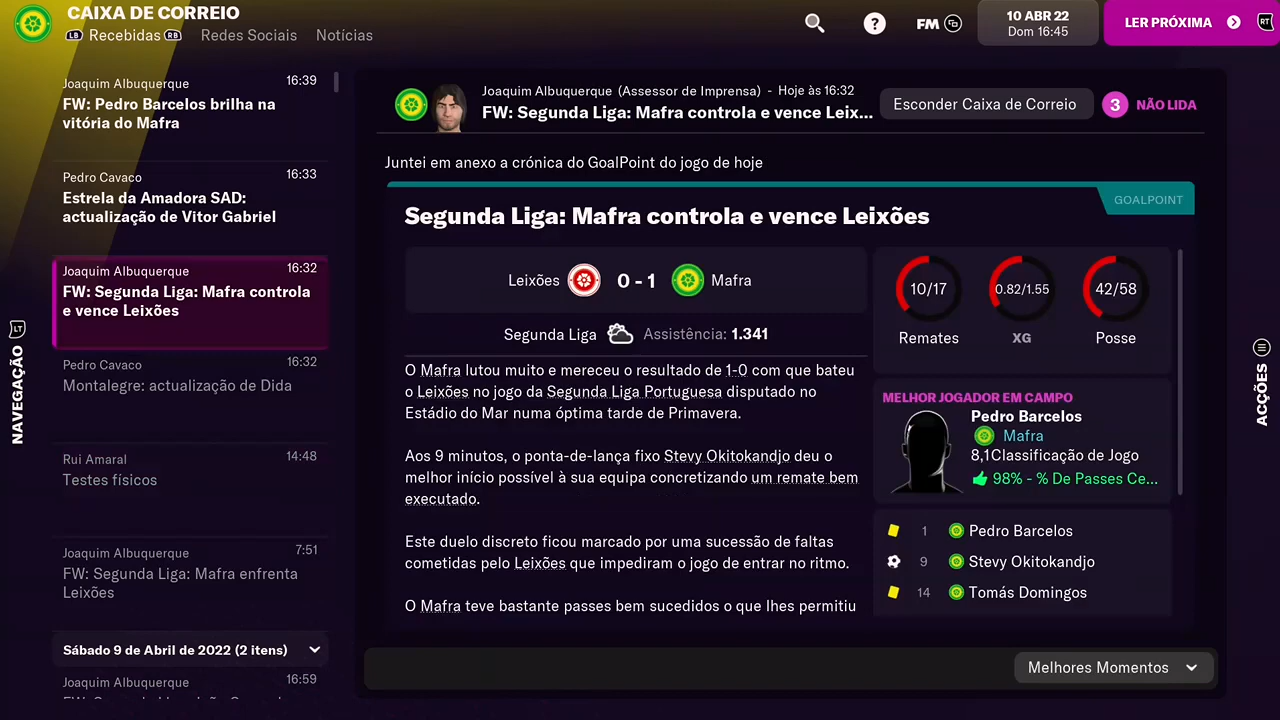 CAIXA DE CORREIO
LB Recebidas RB Redes Sociais Notícias
FM
10 ABR 22
Dom 16:45
LER PRÓXIMA
RT
Joaquim Albuquerque 16:39
FW: Pedro Barcelos brilha na
vitória do Mafra
Pedro Cavaco 16:33
Estrela da Amadora SAD:
actualização de Vitor Gabriel
Joaquim Albuquerque 16:32
FW: Segunda Liga: Mafra controla
e vence Leixões
Pedro Cavaco 16:32
Montalegre: actualização de Dida
Rui Amaral 14:48
Testes físicos
Joaquim Albuquerque 7:51
FW: Segunda Liga: Mafra enfrenta
Leixões
Sábado 9 de Abril de 2022 (2 itens)
Joaquim Albuquerque 16:59
LT
NAVEGAÇÃO
Joaquim Albuquerque (Assessor de Imprensa) - Hoje às 16:32
FW: Segunda Liga: Mafra controla e vence Leix...
Esconder Caixa de Correio
3 NÃO LIDA
Juntei em anexo a crónica do GoalPoint do jogo de hoje
GOALPOINT
Segunda Liga: Mafra controla e vence Leixões
Leixões 0 - 1 Mafra
Segunda Liga Assistência: 1.341
O Mafra lutou muito e mereceu o resultado de 1-0 com que bateu
o Leixões no jogo da Segunda Liga Portuguesa disputado no
Estádio do Mar numa óptima tarde de Primavera.
Aos 9 minutos, o ponta-de-lança fixo Stevy Okitokandjo deu o
melhor início possível à sua equipa concretizando um remate bem
executado.
Este duelo discreto ficou marcado por uma sucessão de faltas
cometidas pelo Leixões que impediram o jogo de entrar no ritmo.
O Mafra teve bastante passes bem sucedidos o que lhes permitiu
10/17 0.82/1.55 42/58
Remates XG Posse
MELHOR JOGADOR EM CAMPO
Pedro Barcelos
Mafra
8,1Classificação de Jogo
98% - % De Passes Ce...
1 Pedro Barcelos
9 Stevy Okitokandjo
14 Tomás Domingos
Melhores Momentos
ACÇÕES